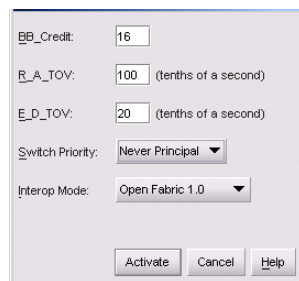 BB_Credit: 16
R_A_TOV: 100 (tenths of a second)
E_D_TOV: 20 (tenths of a second)
Switch Priority: Never Principal
Interop Mode: Open Fabric 1.0
Activate Cancel Help